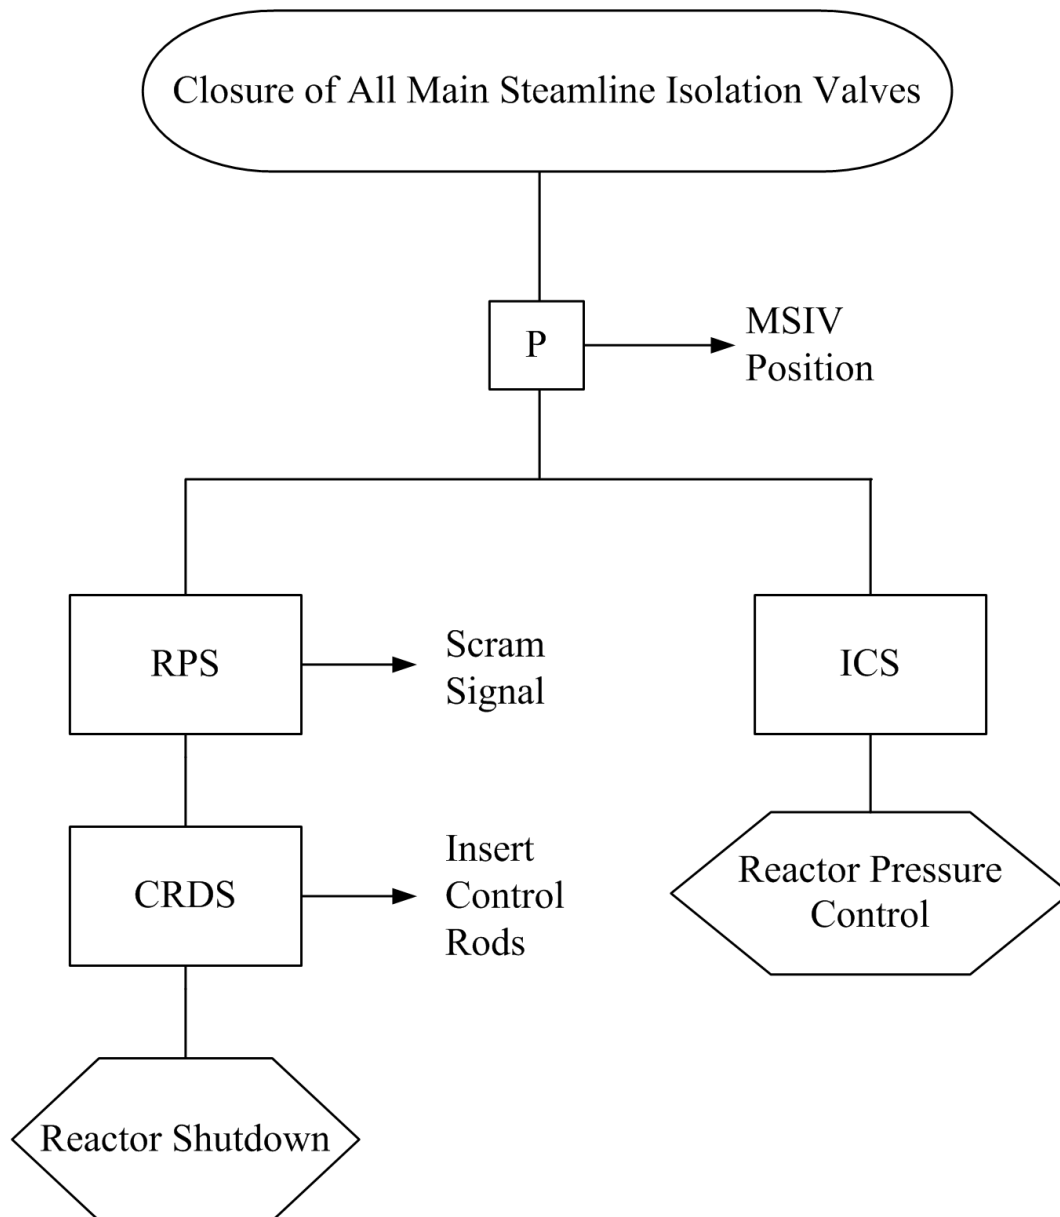 Closure of All Main Steamline Isolation Valves
P
MSIV
Position
RPS
Scram
Signal
ICS
CRDS
Insert
Control
Rods
Reactor Pressure
Control
Reactor Shutdown